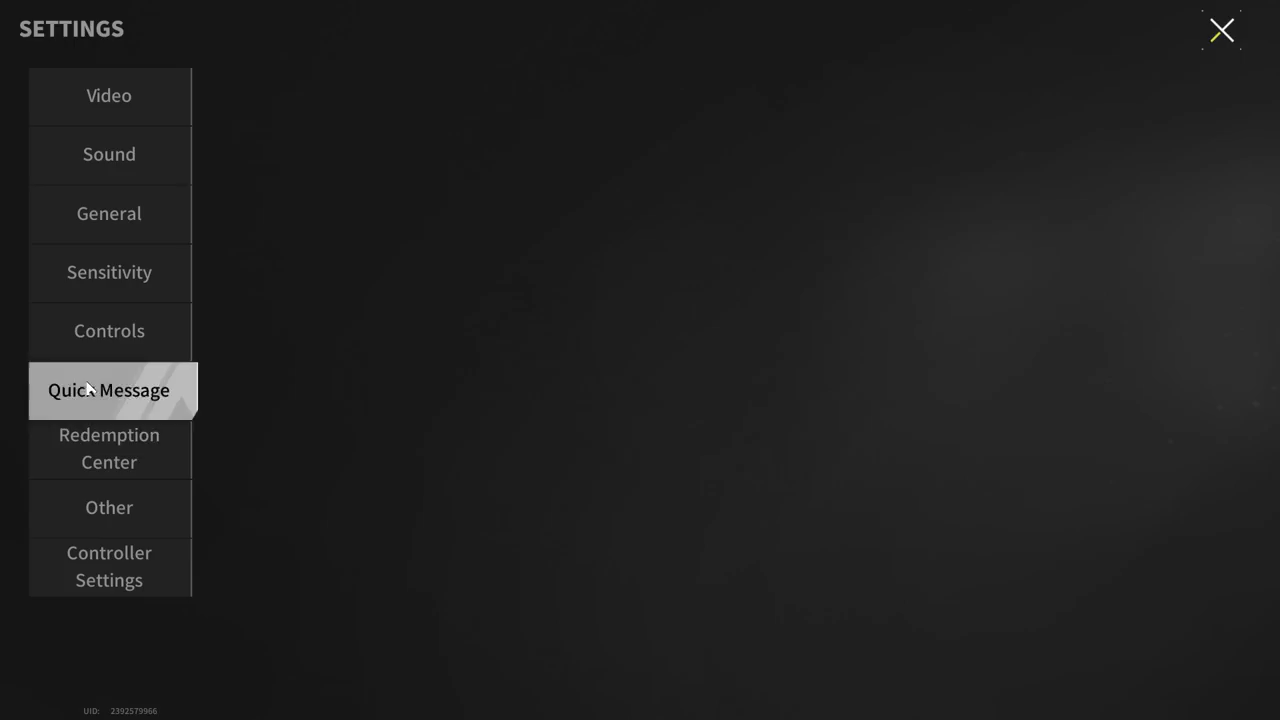 SETTINGS
Video
Sound
General
Sensitivity
Controls
Quick Message
Redemption
Center
Other
Controller
Settings
UID: 2392579966